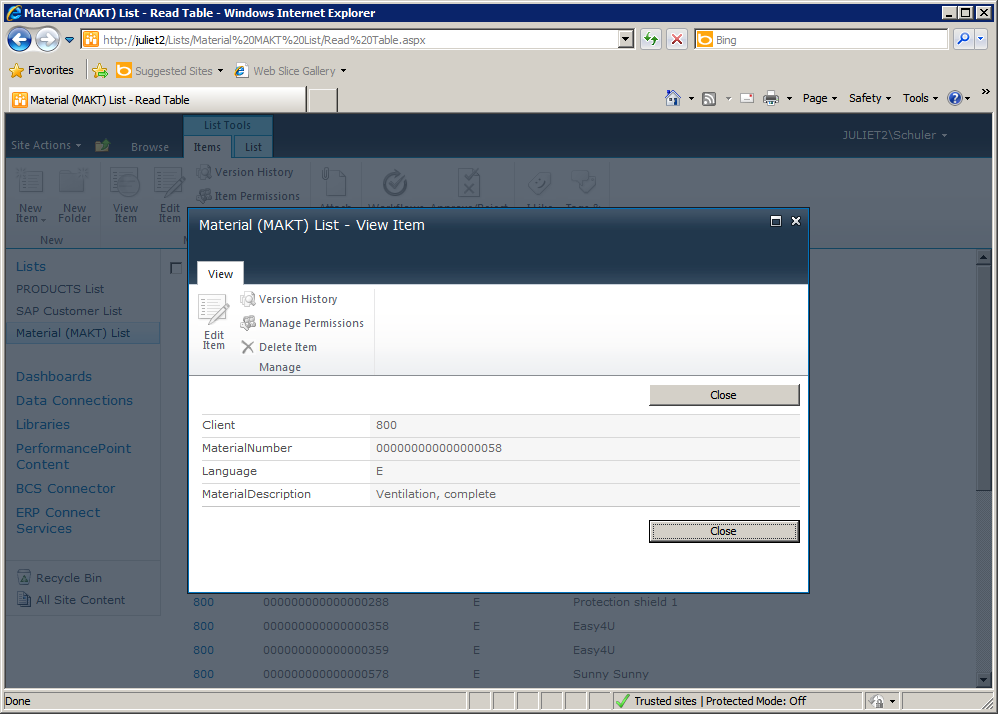 Material (MAKT) List - Read Table - Windows Internet Explorer
http://juliet2/Lists/Material%20MAKT%20List/Read%20Table.aspx
Bing
Favorites
Suggested Sites
Web Slice Gallery
Material (MAKT) List - Read Table
Page
Safety
Tools
List Tools
JULIET2\Schuler
Site Actions
Browse
Items
List
New Item
New Folder
View Item
Edit Item
Version History
Item Permissions
New
Material (MAKT) List - View Item
View
Edit Item
Version History
Manage Permissions
Delete Item
Manage
Close
Client 800
MaterialNumber 000000000000000058
Language E
MaterialDescription Ventilation, complete
Close
Lists
PRODUCTS List
SAP Customer List
Material (MAKT) List
Dashboards
Data Connections
Libraries
PerformancePoint
Content
BCS Connector
ERP Connect
Services
Recycle Bin
All Site Content
800 000000000000000288 E Protection shield 1
800 000000000000000358 E Easy4U
800 000000000000000359 E Easy4U
800 000000000000000578 E Sunny Sunny
Done
Trusted sites | Protected Mode: Off